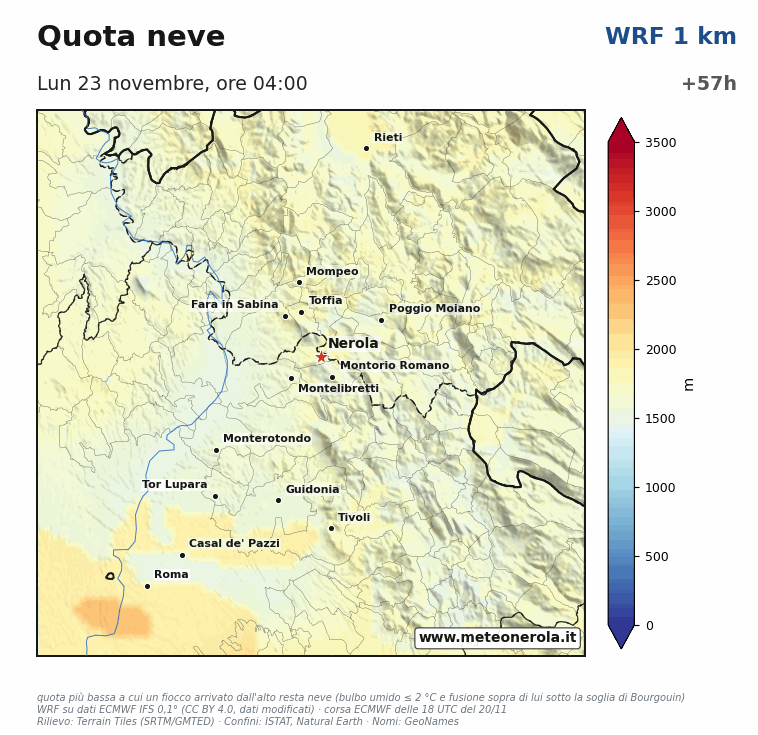 Quota neve
WRF 1 km
Lun 23 novembre, ore 04:00
+57h
Rieti
Mompeo
Toffia
Fara in Sabina
Poggio Moiano
Nerola
Montorio Romano
Montelibretti
Monterotondo
Tor Lupara
Guidonia
Tivoli
Casal de' Pazzi
Roma
www.meteonerola.it
3500
3000
2500
2000
1500
1000
500
0
m
quota più bassa a cui un fiocco arrivato dall'alto resta neve (bulbo umido ≤ 2 °C e fusione sopra di lui sotto la soglia di Bourgouin)
WRF su dati ECMWF IFS 0,1° (CC BY 4.0, dati modificati) · corsa ECMWF delle 18 UTC del 20/11
Rilievo: Terrain Tiles (SRTM/GMTED) · Confini: ISTAT, Natural Earth · Nomi: GeoNames